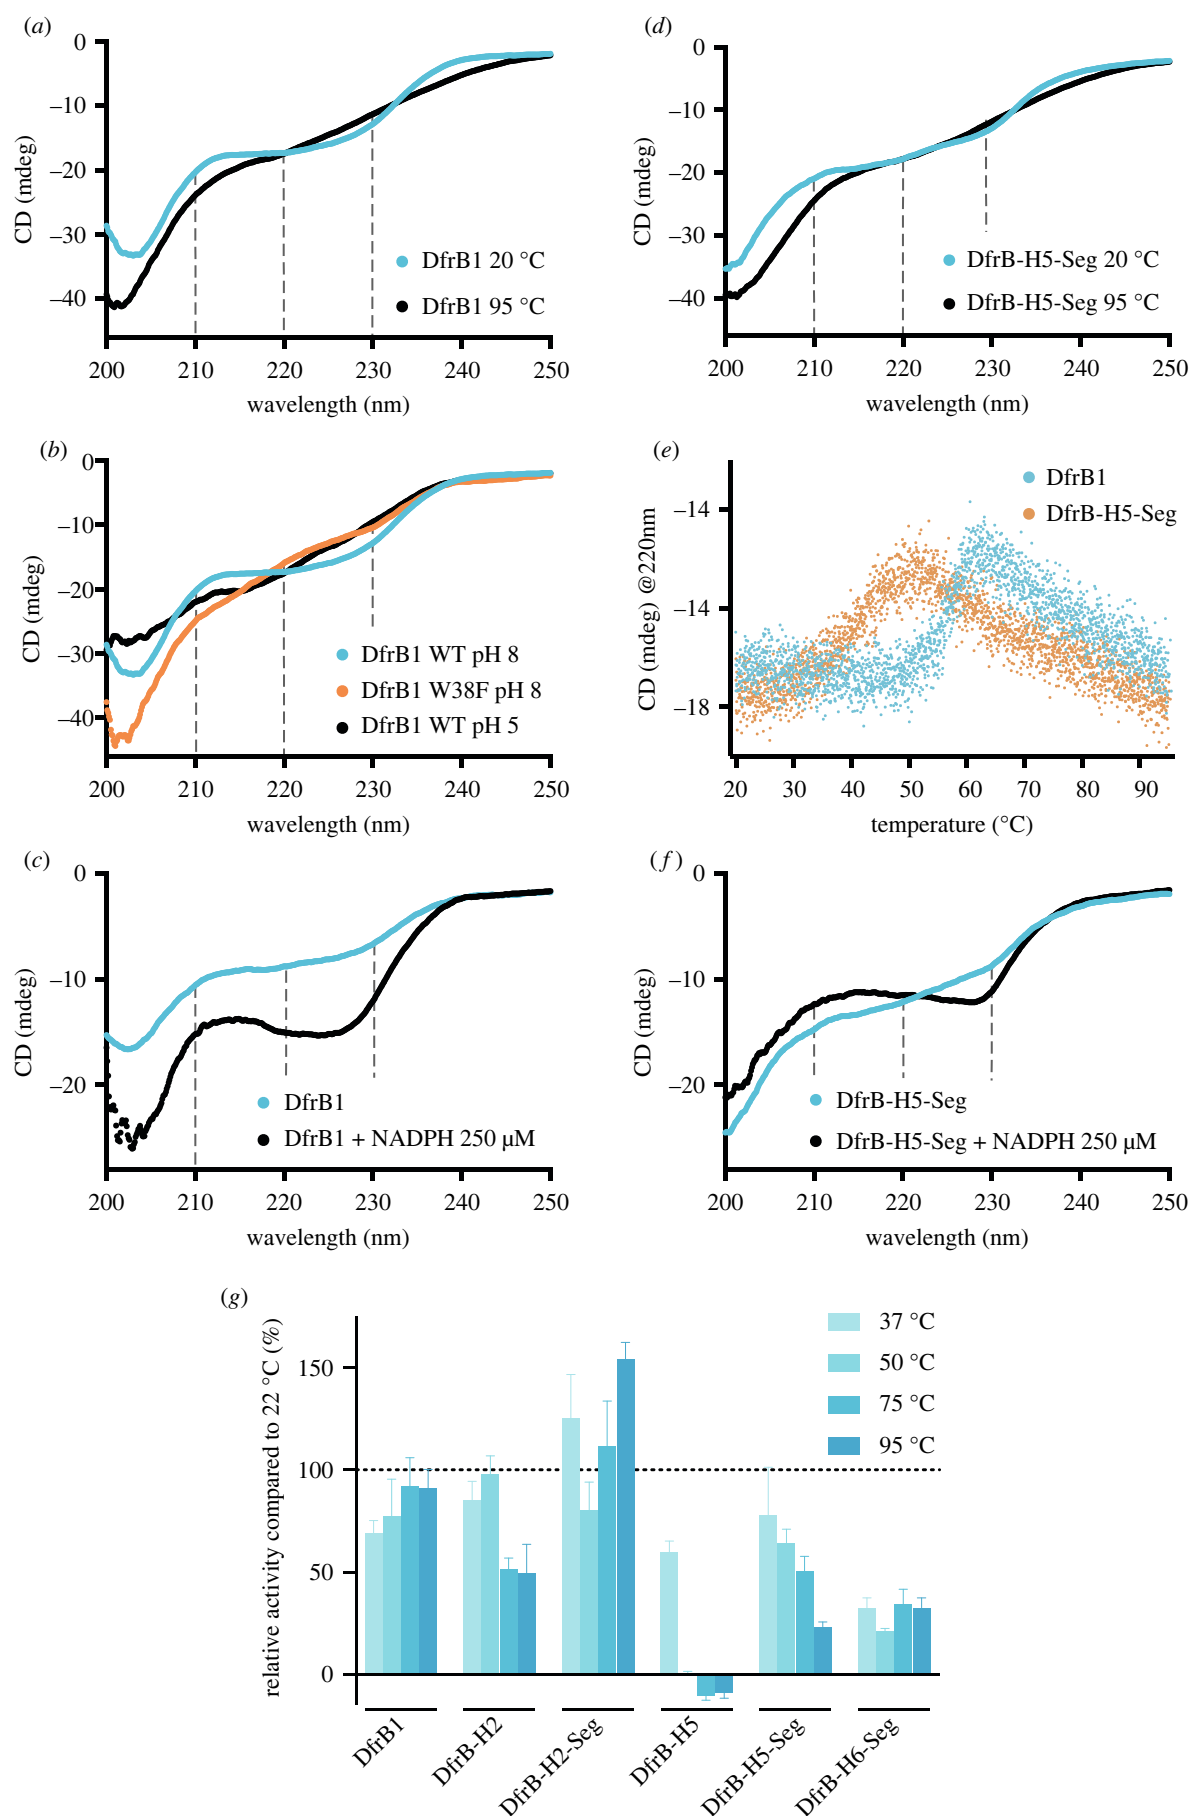 (a)
0
–10
–20
–30
–40
CD (mdeg)
DfrB1 20 °C
DfrB1 95 °C
200 210 220 230 240 250
wavelength (nm)
(d)
0
–10
–20
–30
–40
CD (mdeg)
DfrB-H5-Seg 20 °C
DfrB-H5-Seg 95 °C
200 210 220 230 240 250
wavelength (nm)
(b)
0
–10
–20
–30
–40
CD (mdeg)
DfrB1 WT pH 8
DfrB1 W38F pH 8
DfrB1 WT pH 5
200 210 220 230 240 250
wavelength (nm)
(e)
–14
–14
–18
CD (mdeg) @220nm
DfrB1
DfrB-H5-Seg
20 30 40 50 60 70 80 90
temperature (°C)
(c)
0
–10
–20
CD (mdeg)
DfrB1
DfrB1 + NADPH 250 µM
200 210 220 230 240 250
wavelength (nm)
(f)
0
–10
–20
CD (mdeg)
DfrB-H5-Seg
DfrB-H5-Seg + NADPH 250 µM
200 210 220 230 240 250
wavelength (nm)
(g)
relative activity compared to 22 °C (%)
150
100
50
0
37 °C
50 °C
75 °C
95 °C
DfrB1
DfrB-H2
DfrB-H2-Seg
DfrB-H5
DfrB-H5-Seg
DfrB-H6-Seg